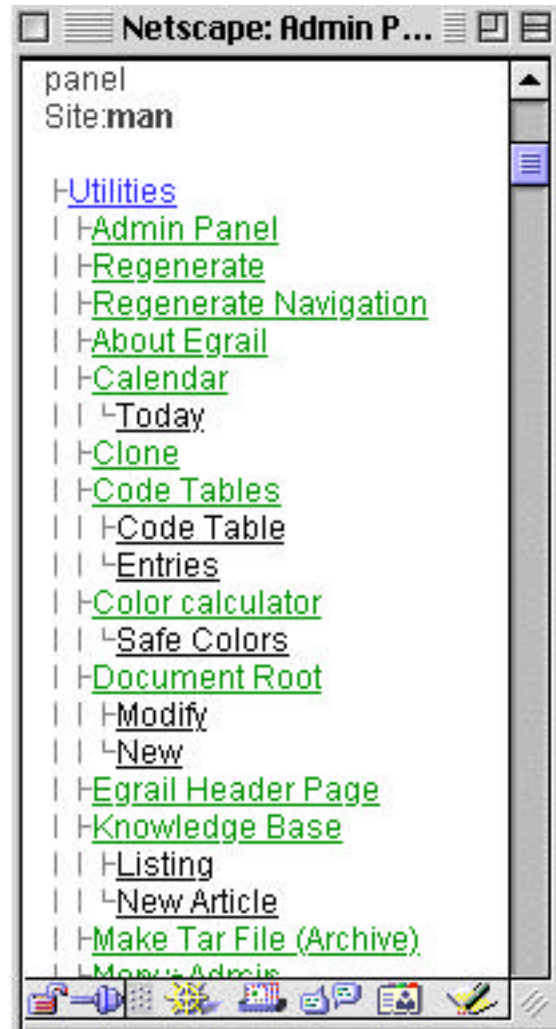 Netscape: Admin P...
panel
Site:man
Utilities
Admin Panel
Regenerate
Regenerate Navigation
About Egrail
Calendar
Today
Clone
Code Tables
Code Table
Entries
Color calculator
Safe Colors
Document Root
Modify
New
Egrail Header Page
Knowledge Base
Listing
New Article
Make Tar File (Archive)